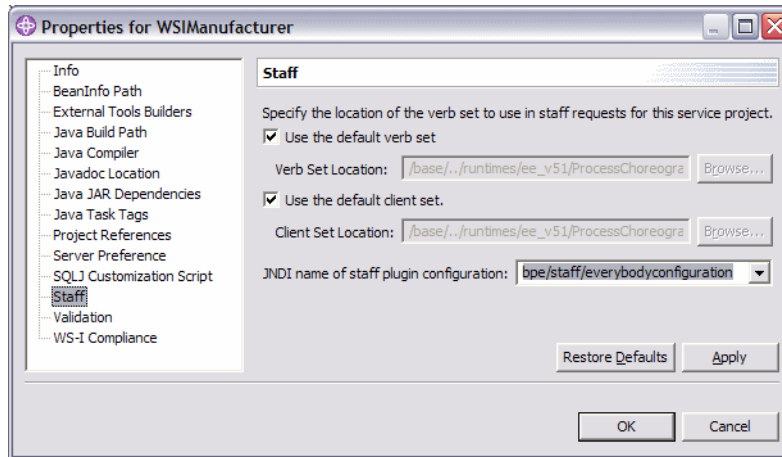 Properties for WSIManufacturer
Info
BeanInfo Path
External Tools Builders
Java Build Path
Java Compiler
Javadoc Location
Java JAR Dependencies
Java Task Tags
Project References
Server Preference
SQLJ Customization Script
Staff
Validation
WS-I Compliance
Staff
Specify the location of the verb set to use in staff requests for this service project.
Use the default verb set
Verb Set Location: /base/../runtimes/ee_v51/ProcessChoreogra Browse...
Use the default client set.
Client Set Location: /base/../runtimes/ee_v51/ProcessChoreogra Browse...
JNDI name of staff plugin configuration: bpe/staff/everybodyconfiguration
Restore Defaults Apply
OK Cancel